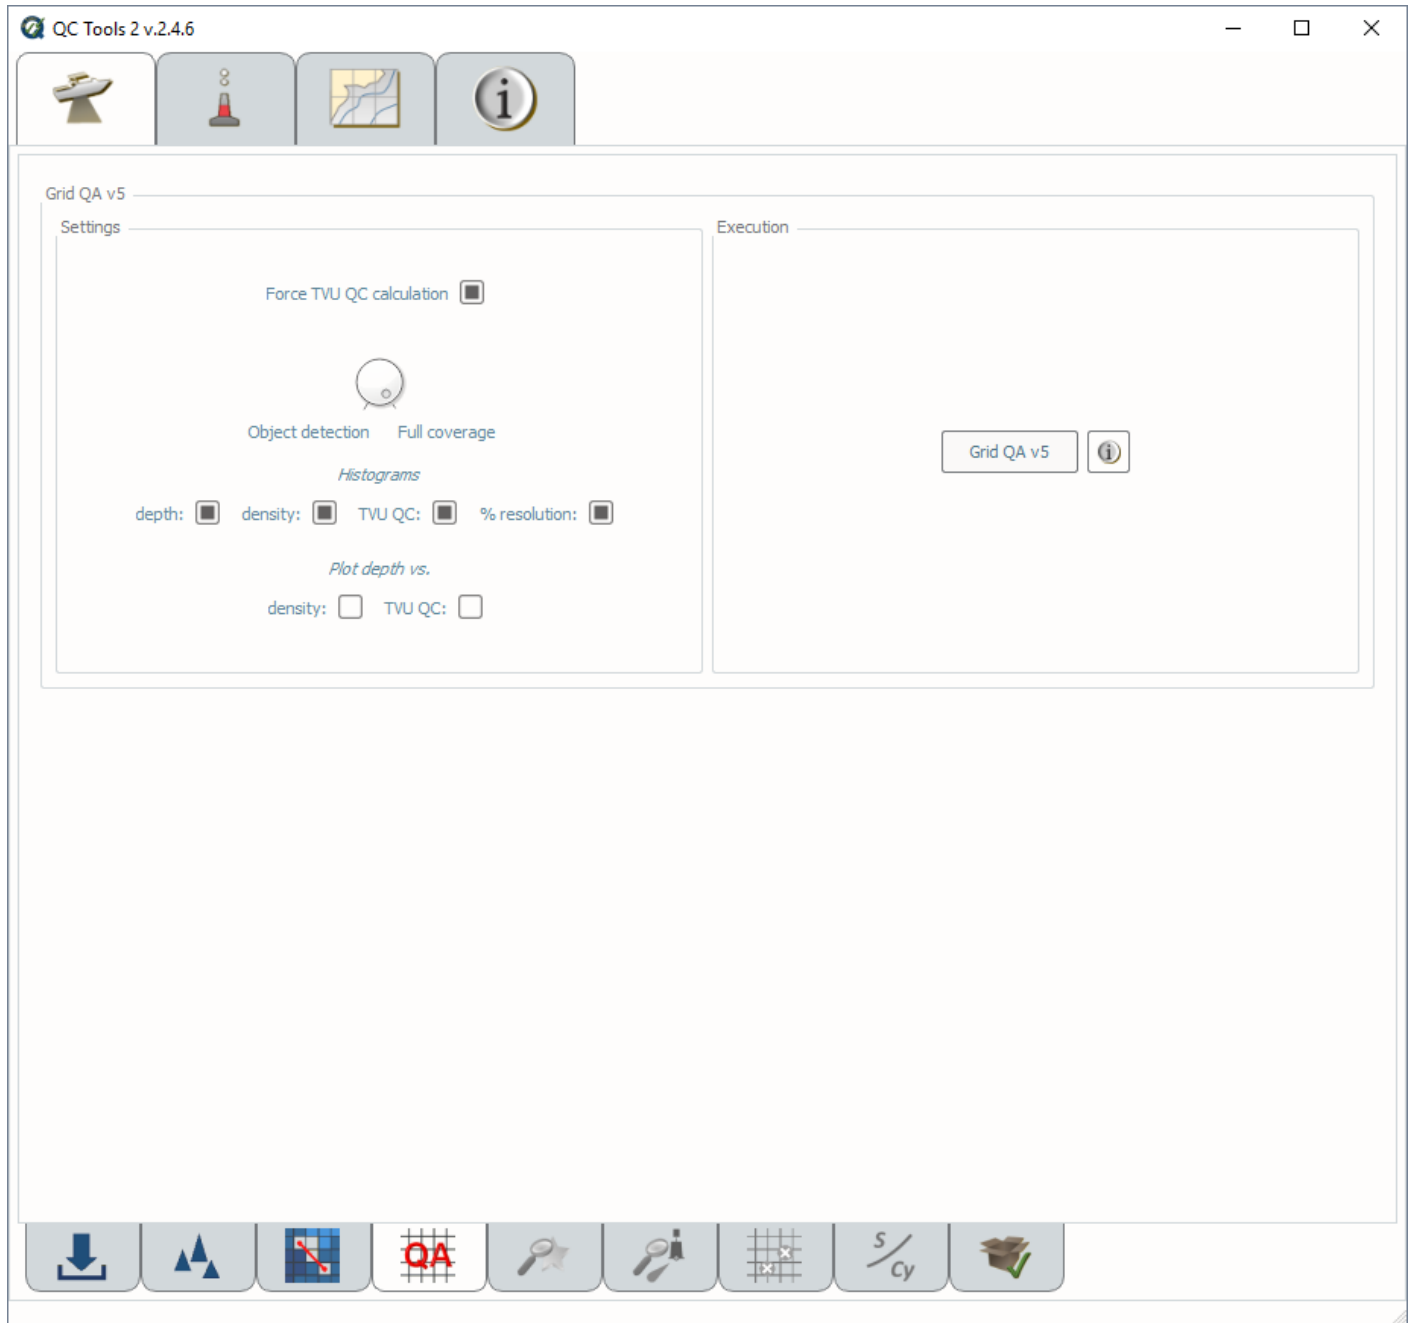 QC Tools 2 v.2.4.6
i
Grid QA v5
Settings
Execution
Force TVU QC calculation
Object detection Full coverage
Histograms
depth: density: TVU QC: % resolution:
Plot depth vs.
density: TVU QC:
Grid QA v5 i
QA S/Cy